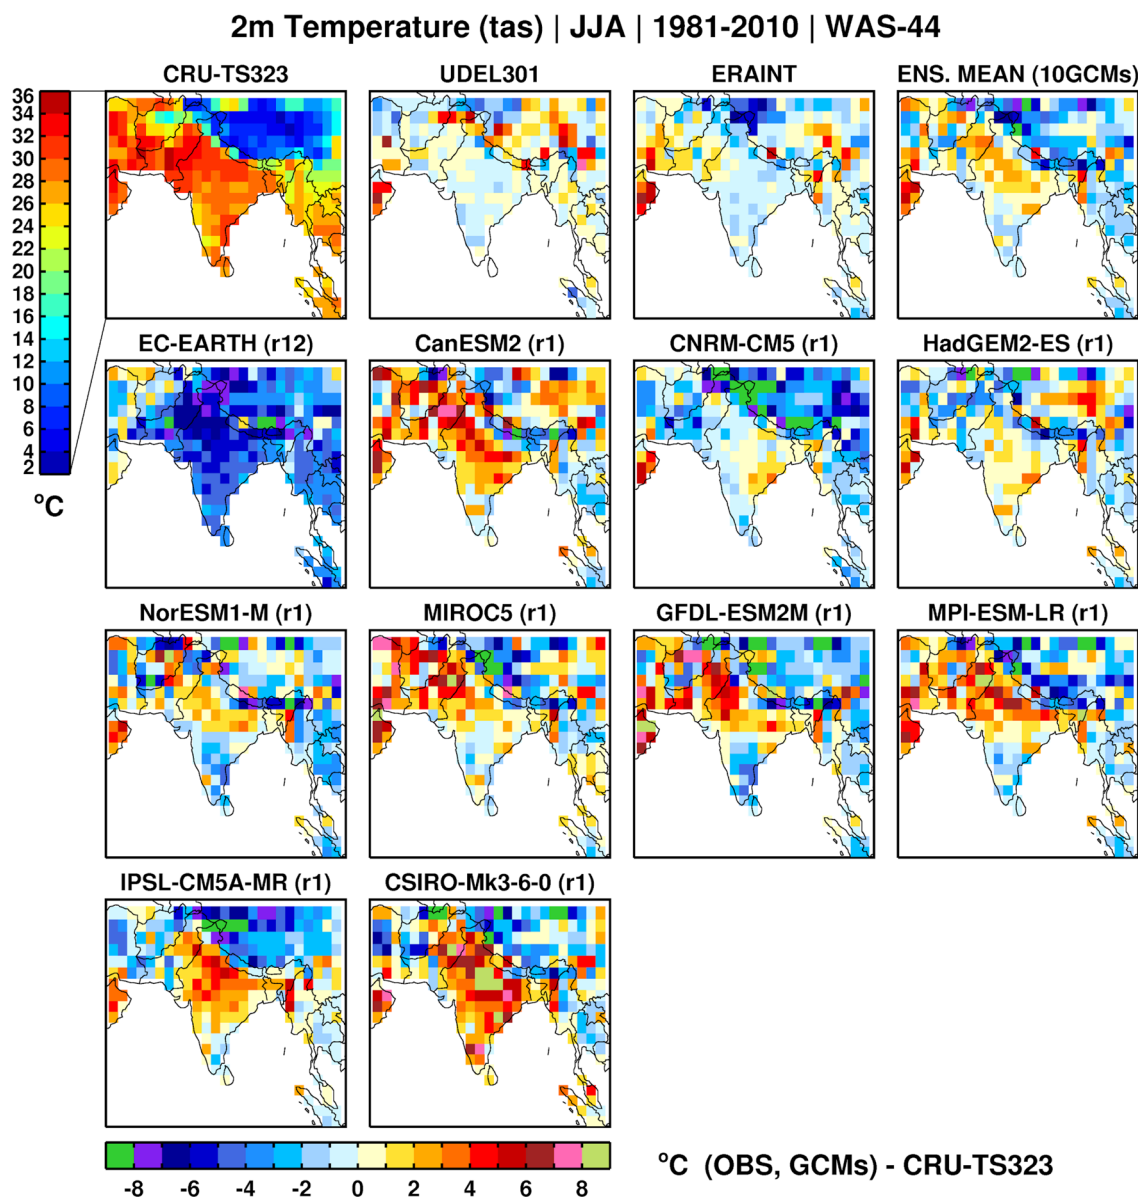 2m Temperature (tas) | JJA | 1981-2010 | WAS-44
CRU-TS323
UDEL301
ERAINT
ENS. MEAN (10GCMs)
36
34
32
30
28
26
24
22
20
18
16
14
12
10
8
6
4
2
°C
EC-EARTH (r12)
CanESM2 (r1)
CNRM-CM5 (r1)
HadGEM2-ES (r1)
NorESM1-M (r1)
MIROC5 (r1)
GFDL-ESM2M (r1)
MPI-ESM-LR (r1)
IPSL-CM5A-MR (r1)
CSIRO-Mk3-6-0 (r1)
-8 -6 -4 -2 0 2 4 6 8
°C (OBS, GCMs) - CRU-TS323